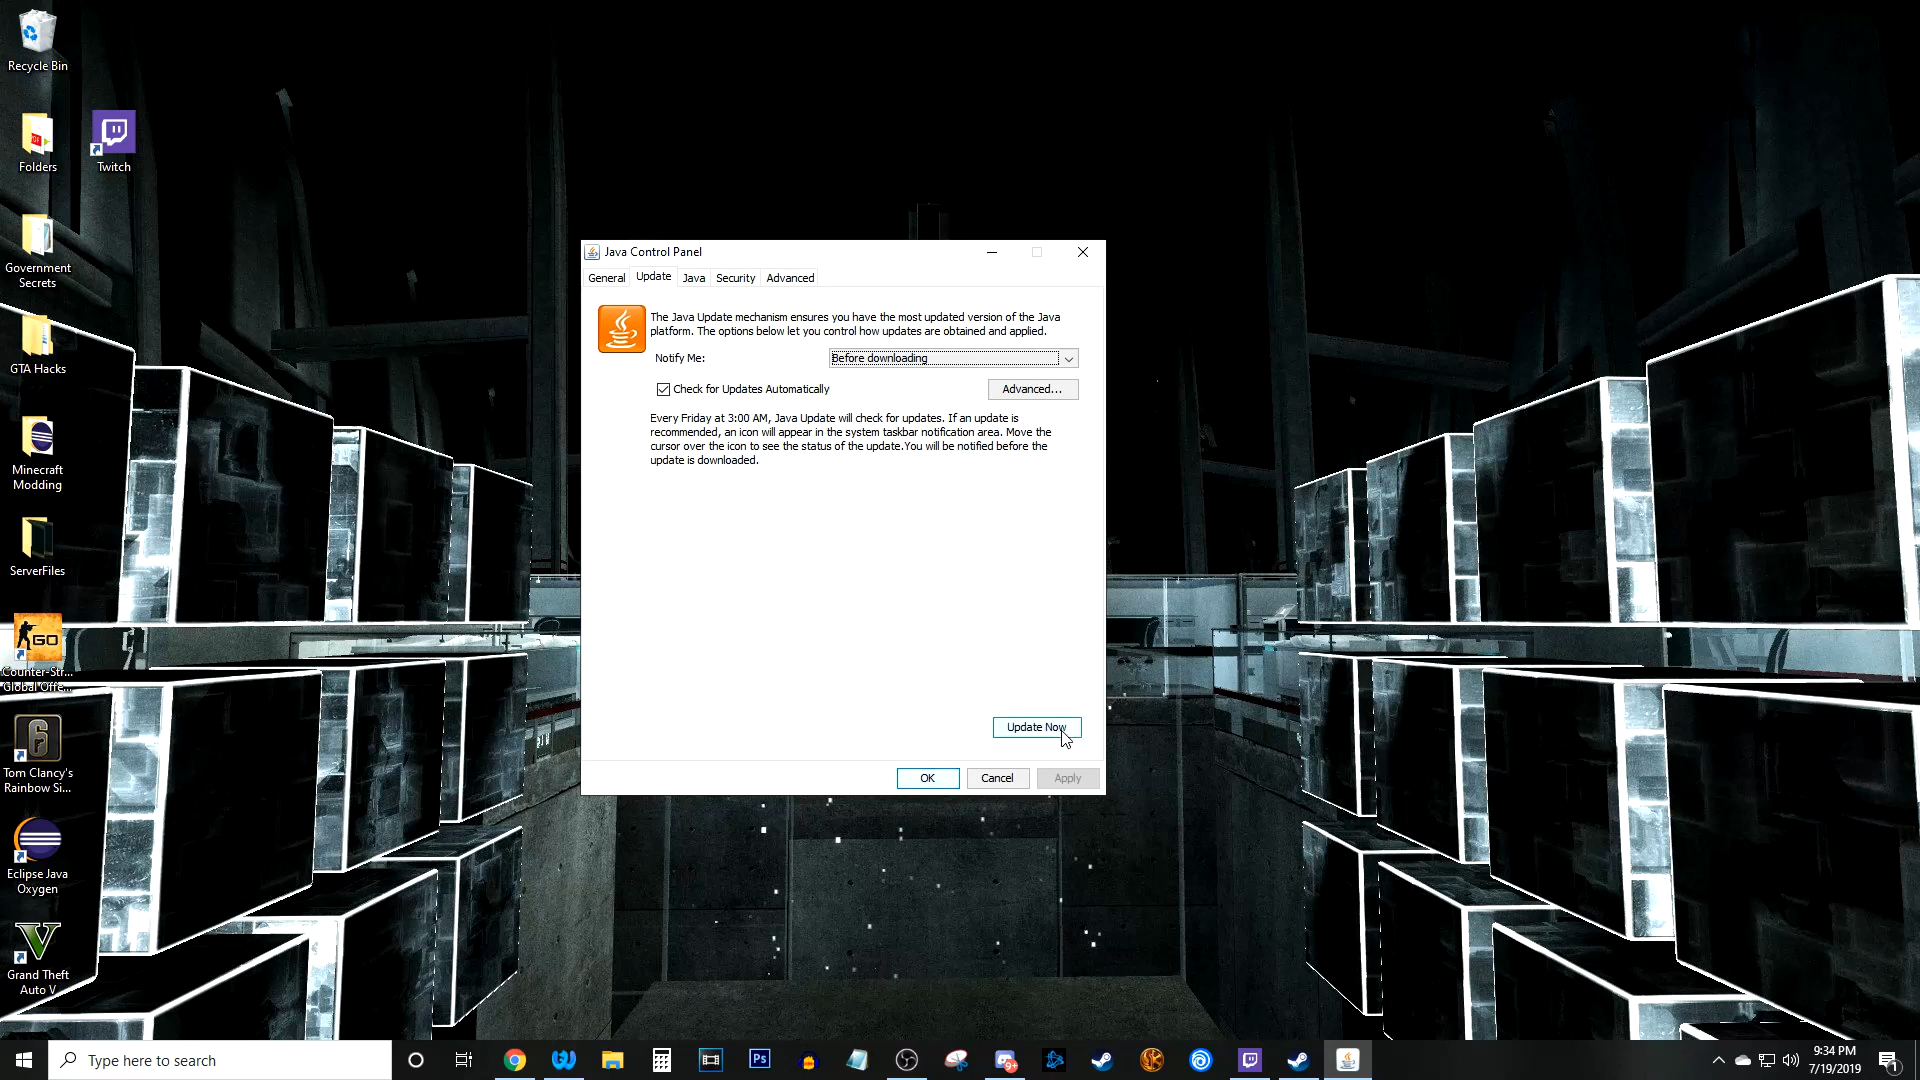 Recycle Bin
Folders
Twitch
Government
Secrets
GTA Hacks
Minecraft
Modding
ServerFiles
GO
Counter-Str...
Global Offe...
6
Tom Clancy's
Rainbow Si...
Eclipse Java
Oxygen
V
Grand Theft
Auto V
Java Control Panel
General
Update
Java
Security
Advanced
The Java Update mechanism ensures you have the most updated version of the Java
platform. The options below let you control how updates are obtained and applied.
Notify Me:
Before downloading
Check for Updates Automatically
Advanced...
Every Friday at 3:00 AM, Java Update will check for updates. If an update is
recommended, an icon will appear in the system taskbar notification area. Move the
cursor over the icon to see the status of the update.You will be notified before the
update is downloaded.
Update Now
OK
Cancel
Apply
Type here to search
Ps
9+
9:34 PM
7/19/2019
1